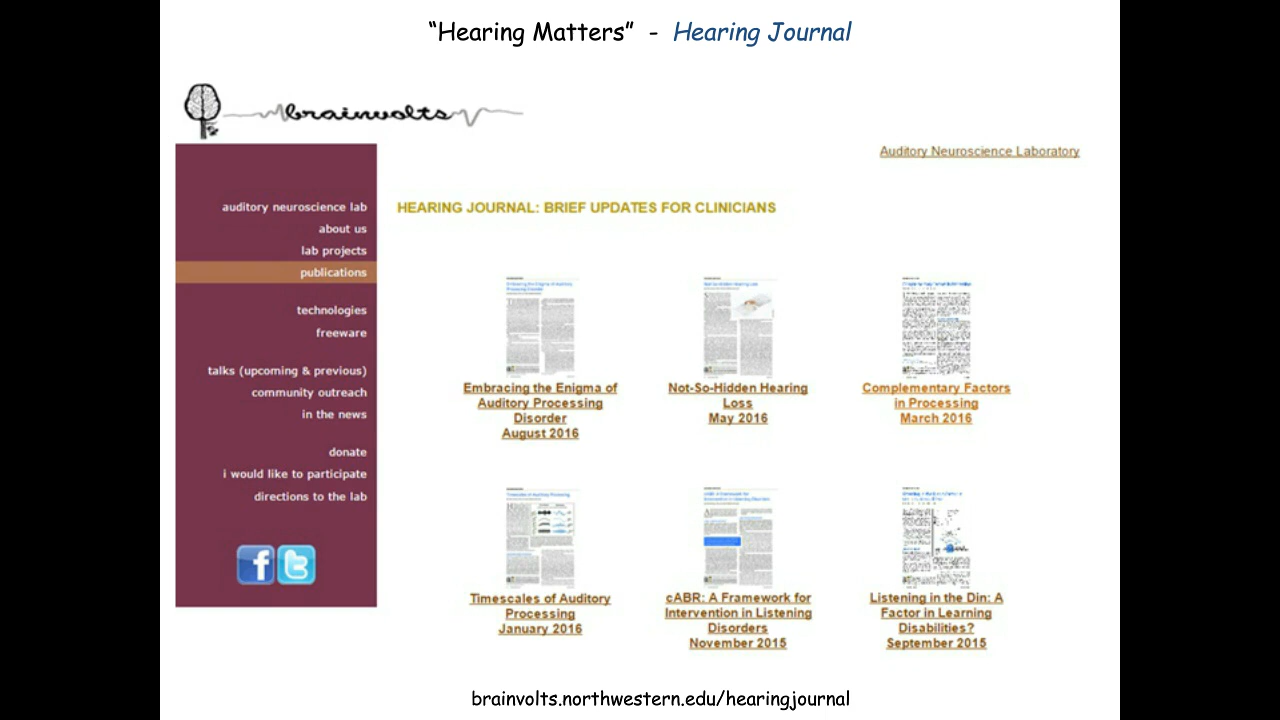 “Hearing Matters” - Hearing Journal
brainvolts
Auditory Neuroscience Laboratory
auditory neuroscience lab
about us
lab projects
publications
technologies
freeware
talks (upcoming & previous)
community outreach
in the news
donate
i would like to participate
directions to the lab
HEARING JOURNAL: BRIEF UPDATES FOR CLINICIANS
Embracing the Enigma of
Auditory Processing
Disorder
August 2016
Not-So-Hidden Hearing
Loss
May 2016
Complementary Factors
in Processing
March 2016
Timescales of Auditory
Processing
January 2016
cABR: A Framework for
Intervention in Listening
Disorders
November 2015
Listening in the Din: A
Factor in Learning
Disabilities?
September 2015
brainvolts.northwestern.edu/hearingjournal